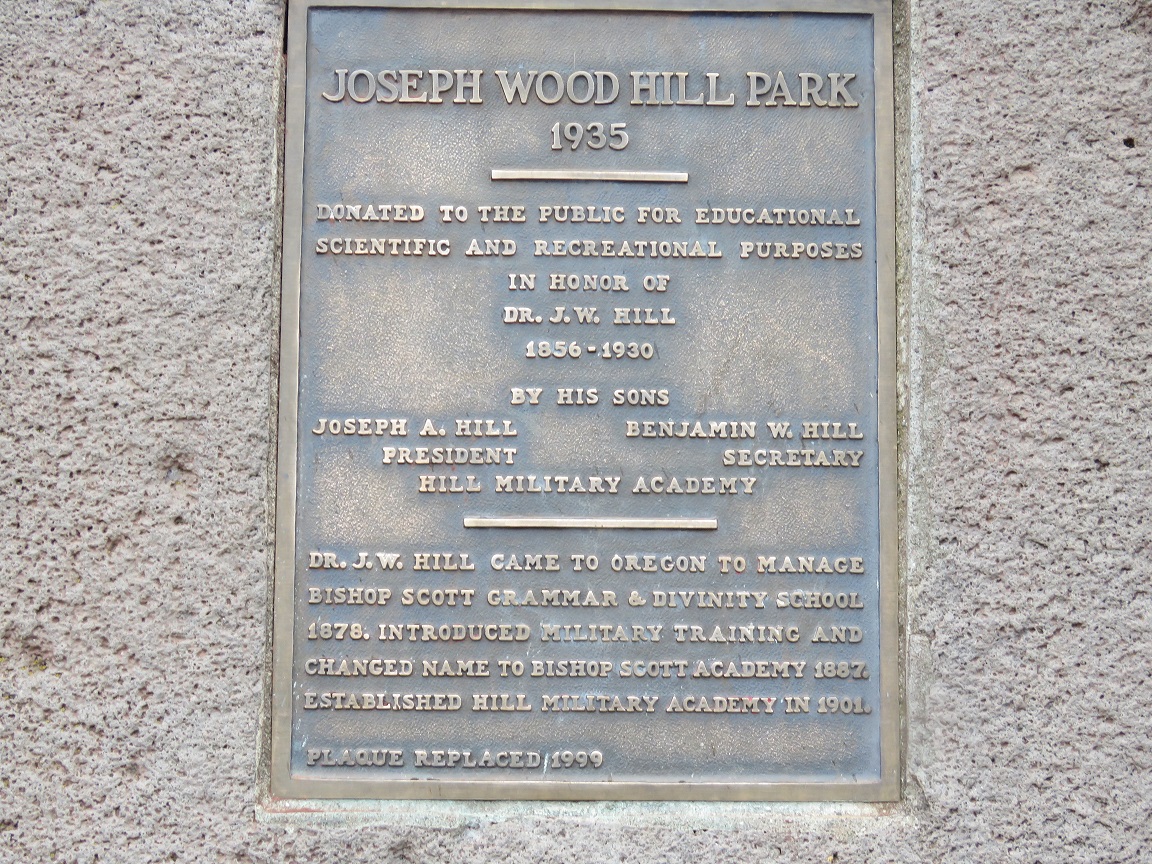 JOSEPH WOOD HILL PARK
1935
DONATED TO THE PUBLIC FOR EDUCATIONAL
SCIENTIFIC AND RECREATIONAL PURPOSES
IN HONOR OF
DR. J.W. HILL
1856-1930
BY HIS SONS
JOSEPH A. HILL BENJAMIN W. HILL
PRESIDENT SECRETARY
HILL MILITARY ACADEMY
DR. J.W. HILL CAME TO OREGON TO MANAGE
BISHOP SCOTT GRAMMAR & DIVINITY SCHOOL
1878. INTRODUCED MILITARY TRAINING AND
CHANGED NAME TO BISHOP SCOTT ACADEMY 1887.
ESTABLISHED HILL MILITARY ACADEMY IN 1901.
PLAQUE REPLACED 1999